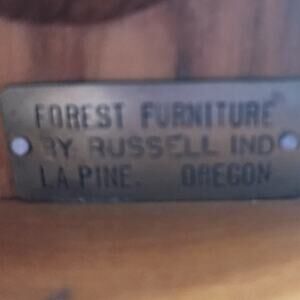 FOREST FURNITURE
BY RUSSELL IND
LA PINE. OREGON